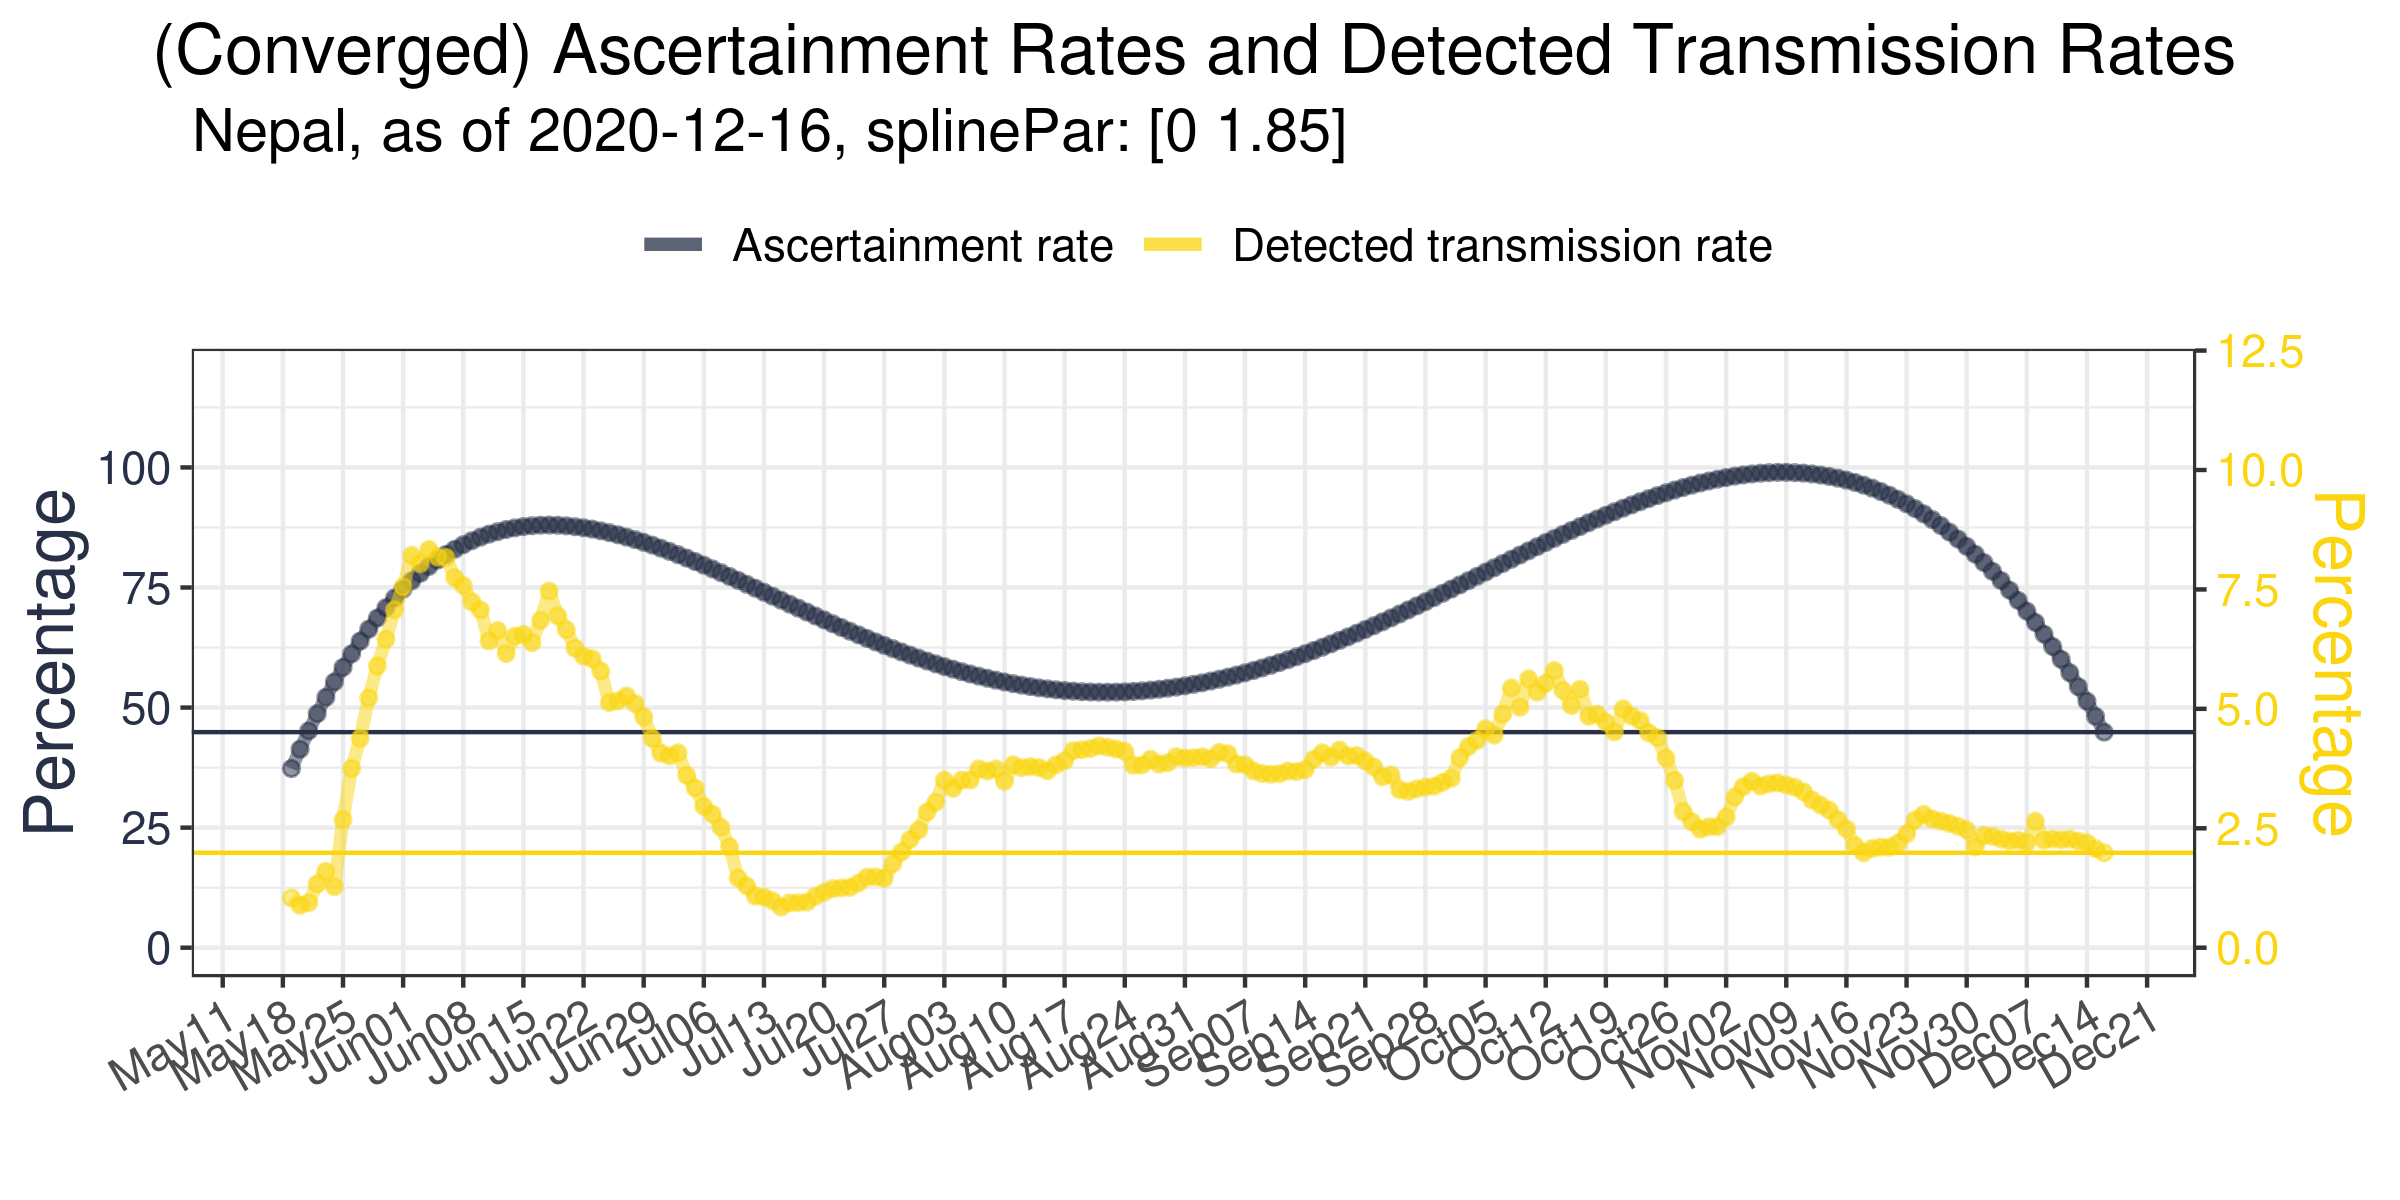 (Converged) Ascertainment Rates and Detected Transmission Rates
Nepal, as of 2020-12-16, splinePar: [0 1.85]
Ascertainment rate
Detected transmission rate
Percentage
100
75
50
25
0
12.5
10.0
7.5
5.0
2.5
0.0
Percentage
May11
May18
May25
Jun01
Jun08
Jun15
Jun22
Jun29
Jul06
Jul13
Jul20
Jul27
Aug03
Aug10
Aug17
Aug24
Aug31
Sep07
Sep14
Sep21
Sep28
Oct05
Oct12
Oct19
Oct26
Nov02
Nov09
Nov16
Nov23
Nov30
Dec07
Dec14
Dec21